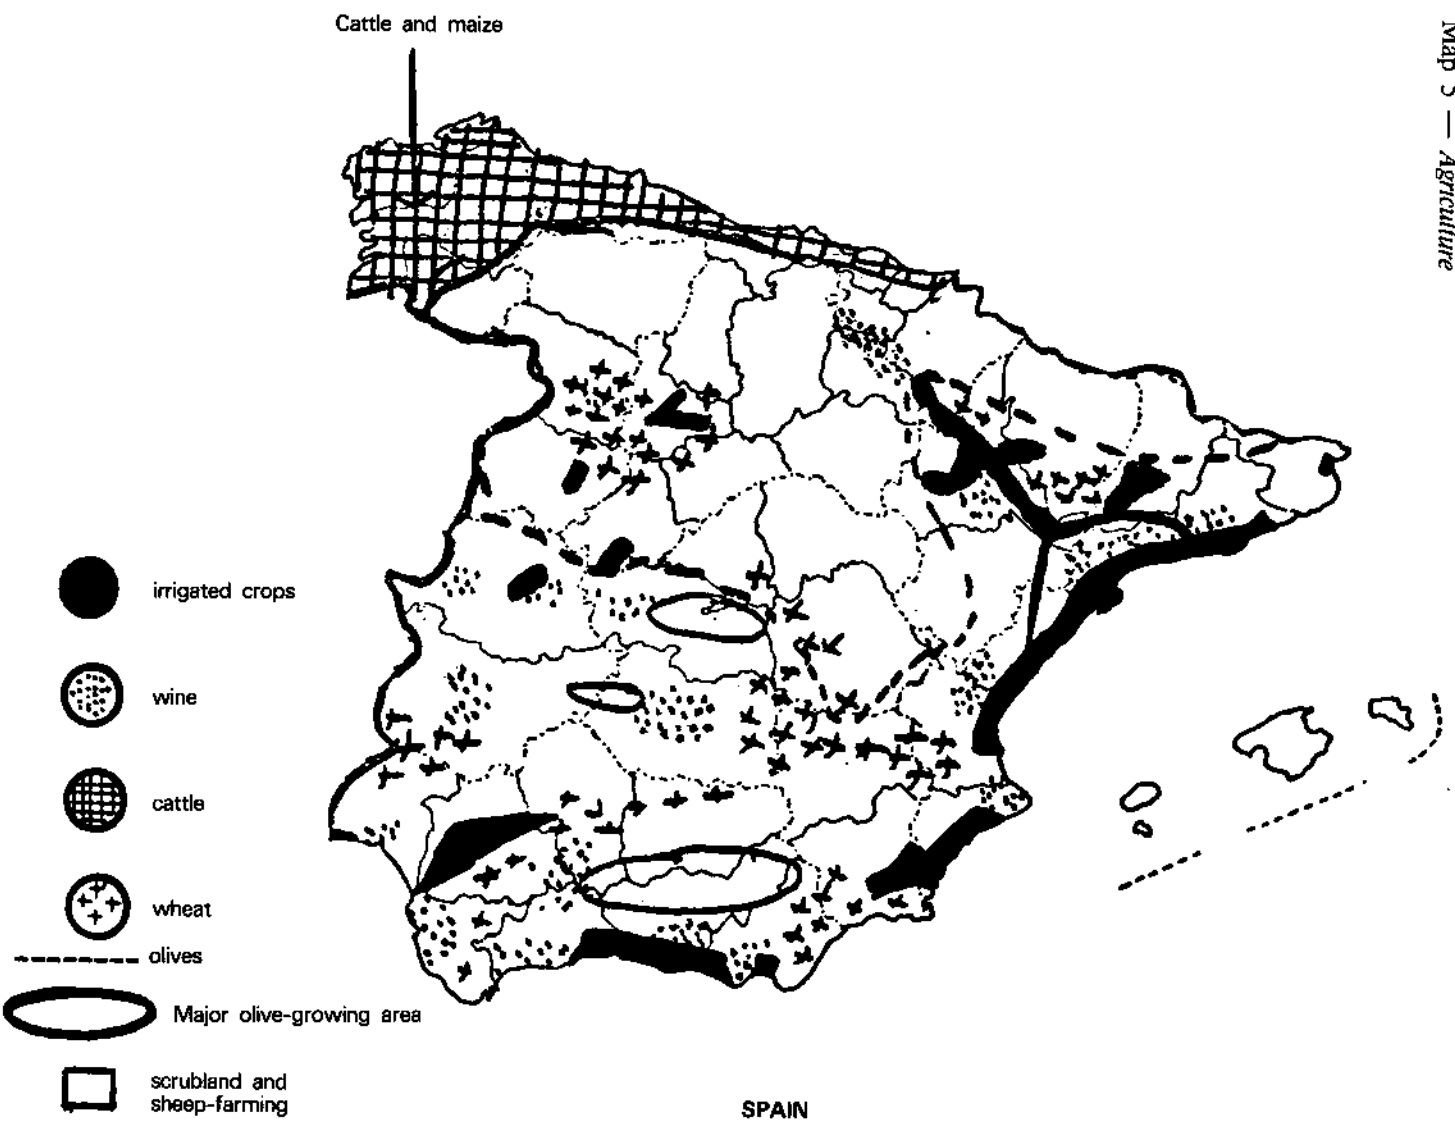 Cattle and maize
Map 5 — Agriculture
irrigated crops
wine
cattle
wheat
olives
Major olive-growing area
scrubland and
sheep-farming
SPAIN